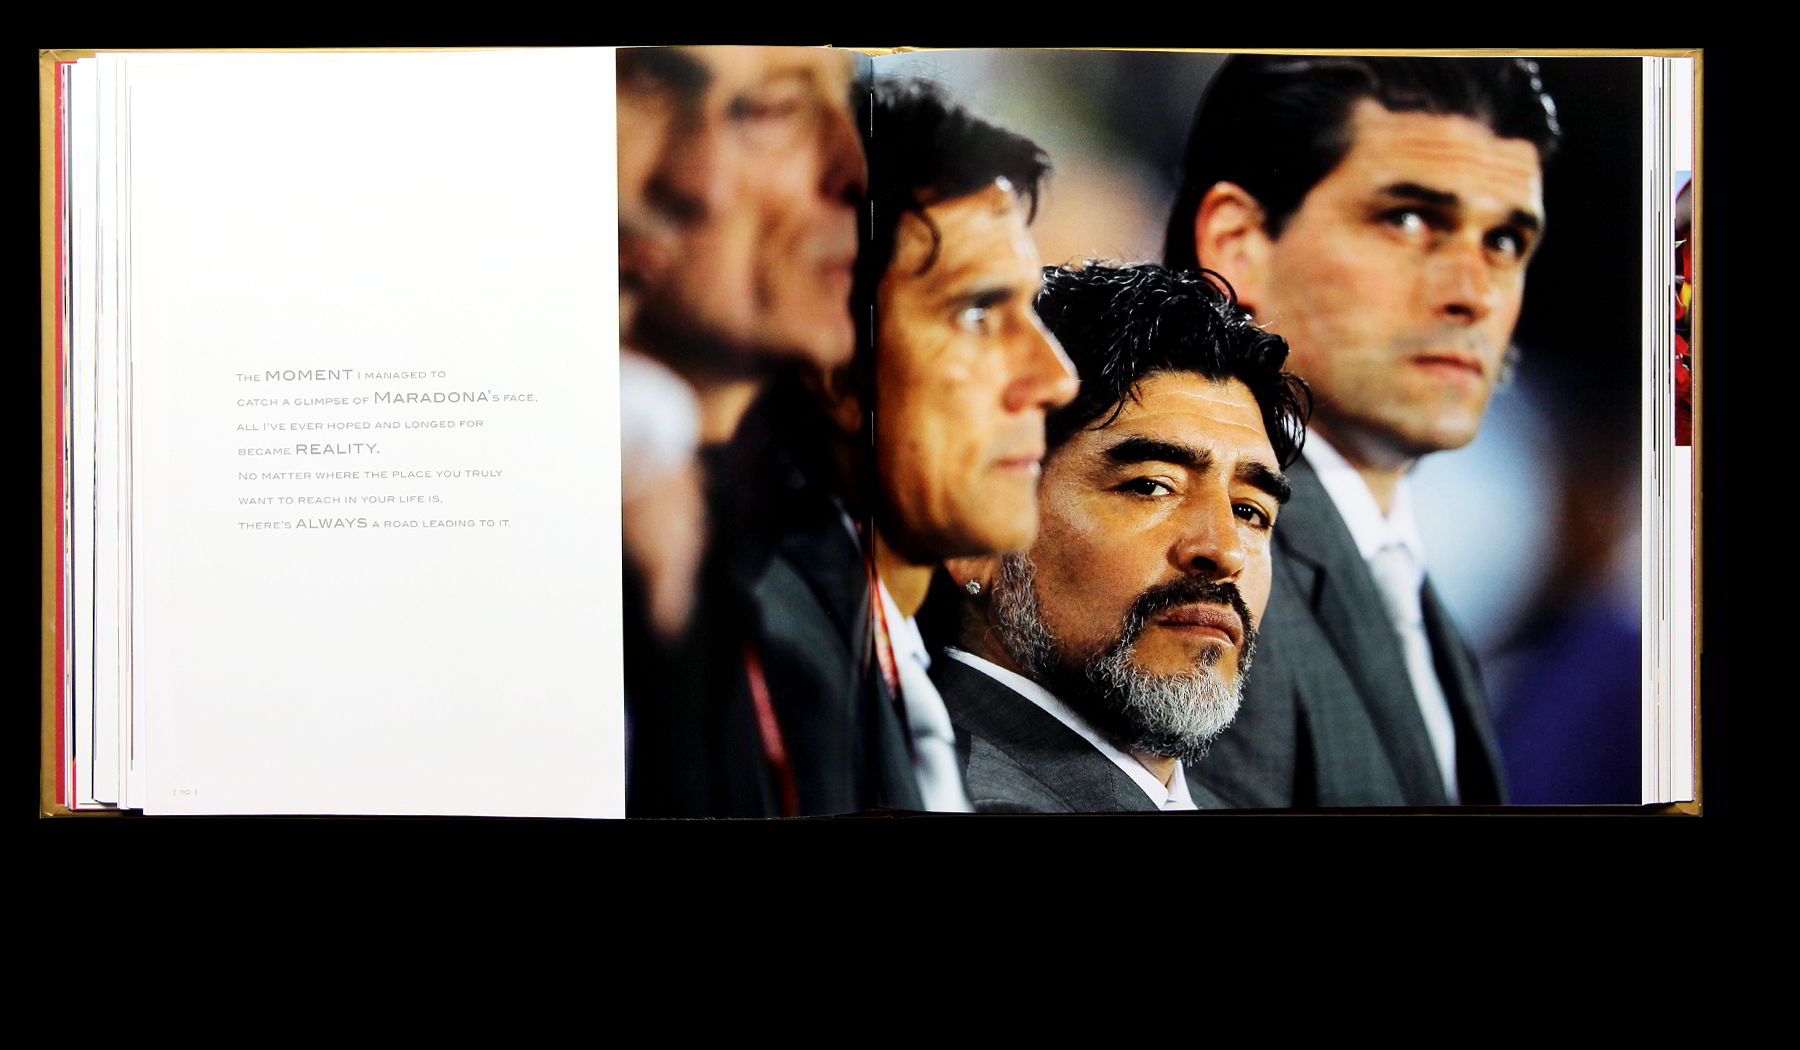 THE MOMENT I MANAGED TO
CATCH A GLIMPSE OF MARADONA'S FACE,
ALL I'VE EVER HOPED AND LONGED FOR
BECAME REALITY.
NO MATTER WHERE THE PLACE YOU TRULY
WANT TO REACH IN YOUR LIFE IS,
THERE'S ALWAYS A ROAD LEADING TO IT.
[ 110 ]